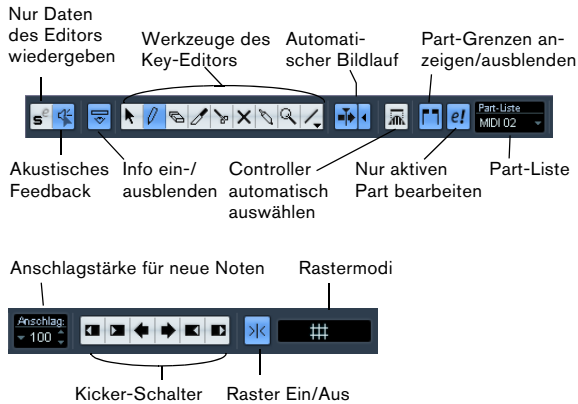 Nur Daten
des Editors
wiedergeben
Werkzeuge des
Key-Editors
Automati-
scher Bildlauf
Part-Grenzen an-
zeigen/ausblenden
s e
e!
Part-Liste
MIDI 02
Akustisches
Feedback
Info ein-/
ausblenden
Controller
automatisch
auswählen
Nur aktiven
Part bearbeiten
Part-Liste
Anschlagstärke für neue Noten
Rastermodi
Anschlag:
100
Kicker-Schalter
Raster Ein/Aus